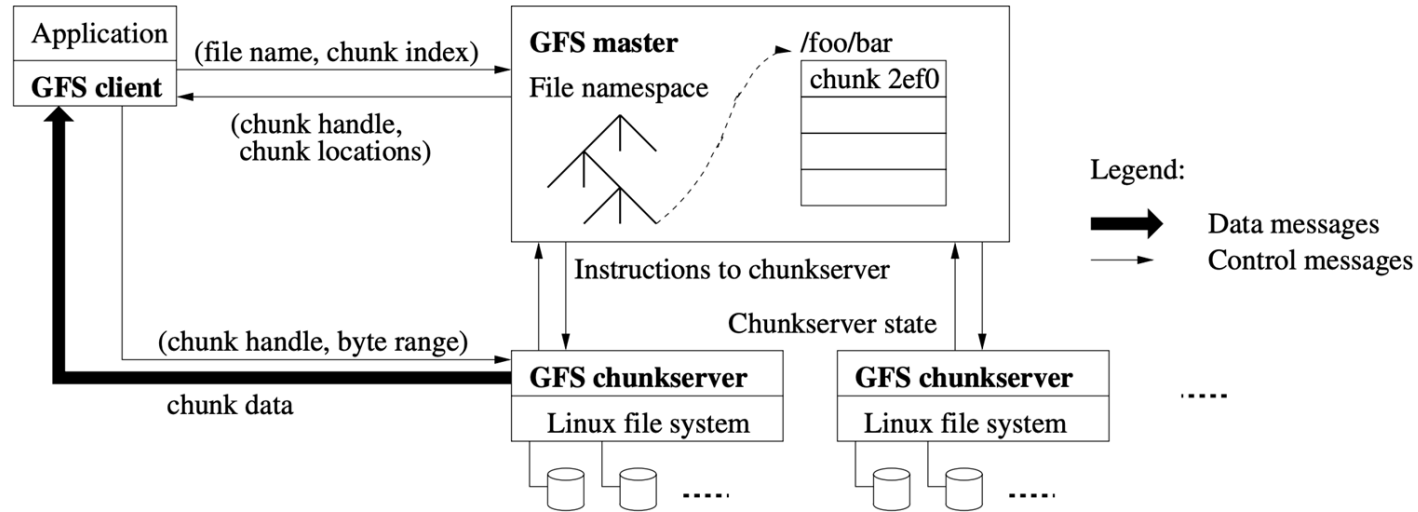 Application
GFS client
(file name, chunk index)
(chunk handle,
chunk locations)
GFS master
File namespace
/foo/bar
chunk 2ef0
Legend:
Data messages
Control messages
Instructions to chunkserver
Chunkserver state
(chunk handle, byte range)
chunk data
GFS chunkserver
Linux file system
GFS chunkserver
Linux file system